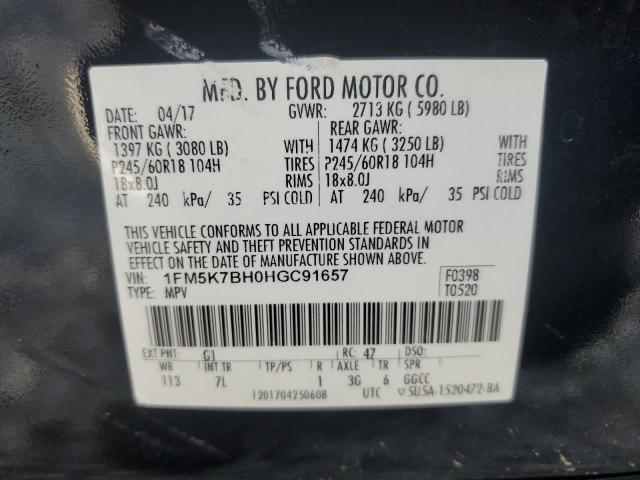 MFD. BY FORD MOTOR CO.
DATE: 04/17 GVWR: 2713 KG ( 5980 LB)
FRONT GAWR: REAR GAWR:
1397 KG ( 3080 LB) WITH 1474 KG ( 3250 LB) WITH
P245/60R18 104H TIRES P245/60R18 104H TIRES
18x8.0J RIMS 18x8.0J RIMS
AT 240 kPa/ 35 PSI COLD AT 240 kPa/ 35 PSI COLD
THIS VEHICLE CONFORMS TO ALL APPLICABLE FEDERAL MOTOR
VEHICLE SAFETY AND THEFT PREVENTION STANDARDS IN
EFFECT ON THE DATE OF MANUFACTURE SHOWN ABOVE.
VIN: 1FM5K7BH0HGC91657 F0398
TYPE: MPV T0520
EXT PNT: G1 RC: 47 DSO:
WB INT TR TP/PS R AXLE TR SPR
113 7L 1 3G 6 GGCC
1201704250608 UTC ▽5U5A-1520472-BA